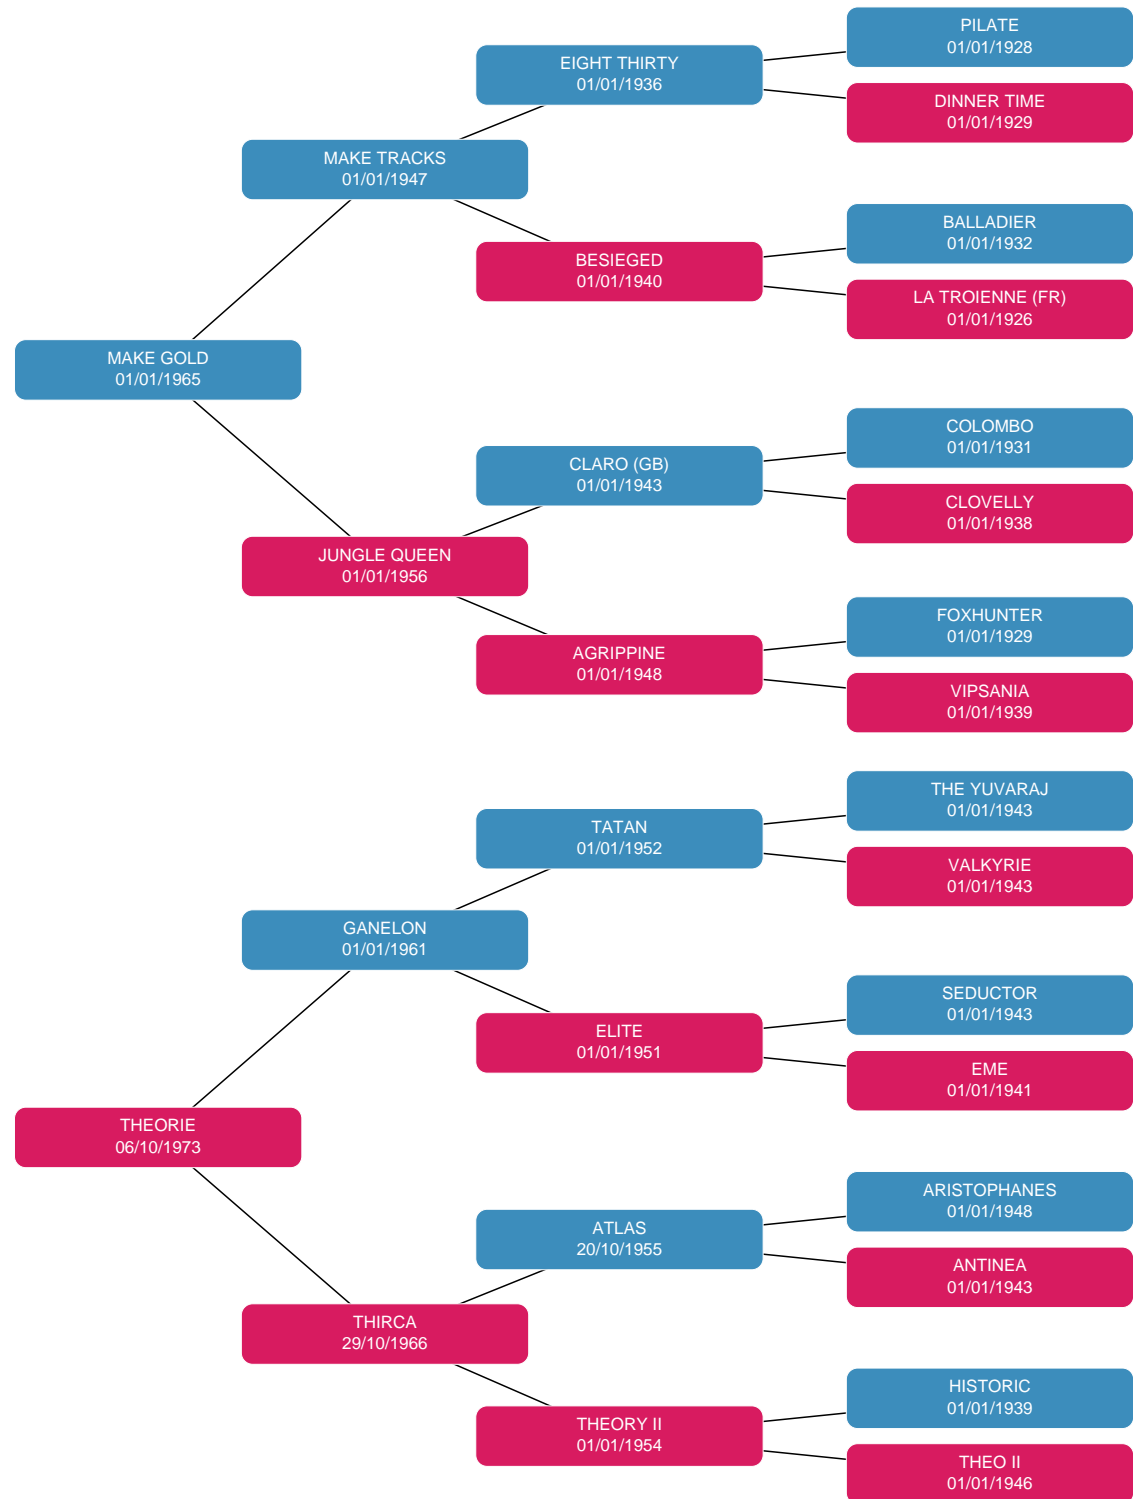 PILATE
01/01/1928
EIGHT THIRTY
01/01/1936
DINNER TIME
01/01/1929
MAKE TRACKS
01/01/1947
BALLADIER
01/01/1932
BESIEGED
01/01/1940
LA TROIENNE (FR)
01/01/1926
MAKE GOLD
01/01/1965
COLOMBO
01/01/1931
CLARO (GB)
01/01/1943
CLOVELLY
01/01/1938
JUNGLE QUEEN
01/01/1956
FOXHUNTER
01/01/1929
AGRIPPINE
01/01/1948
VIPSANIA
01/01/1939
THE YUVARAJ
01/01/1943
TATAN
01/01/1952
VALKYRIE
01/01/1943
GANELON
01/01/1961
SEDUCTOR
01/01/1943
ELITE
01/01/1951
EME
01/01/1941
THEORIE
06/10/1973
ARISTOPHANES
01/01/1948
ATLAS
20/10/1955
ANTINEA
01/01/1943
THIRCA
29/10/1966
HISTORIC
01/01/1939
THEORY II
01/01/1954
THEO II
01/01/1946